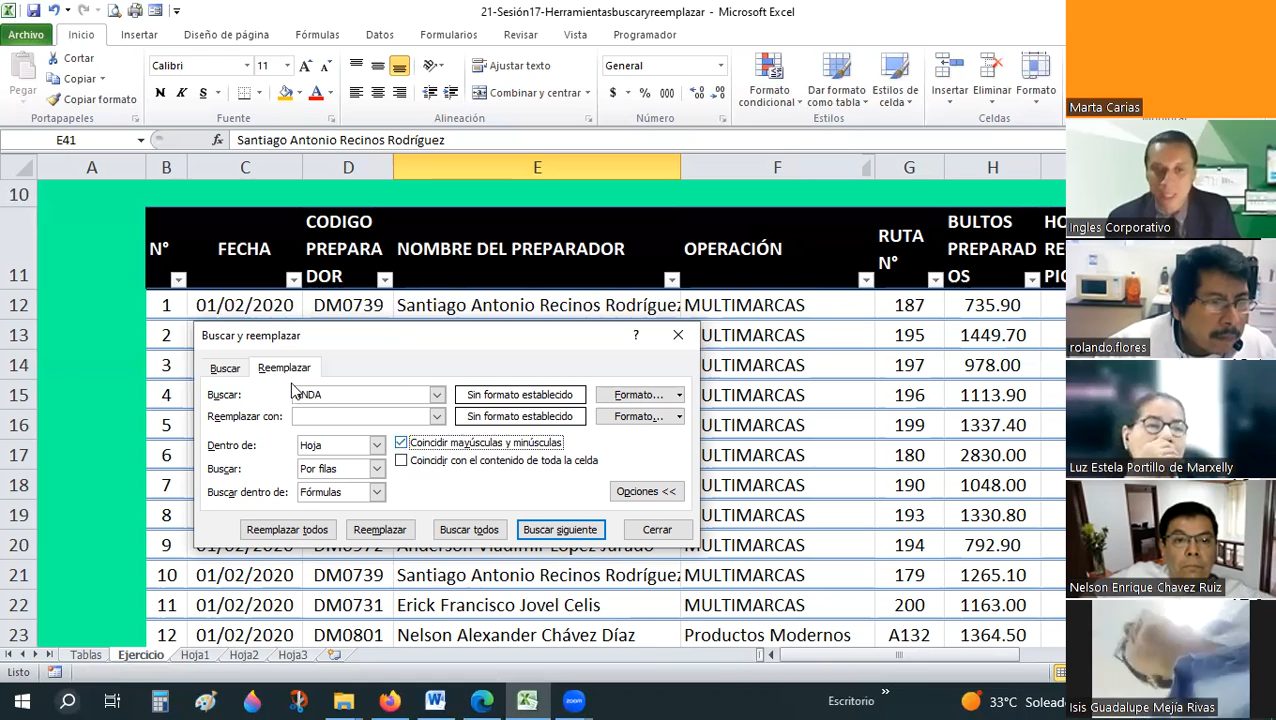 21-Sesión17-Herramientasbuscaryreemplazar - Microsoft Excel
Archivo Inicio Insertar Diseño de página Fórmulas Datos Formularios Revisar Vista Programador
Pegar
Cortar
Copiar
Copiar formato
Portapapeles
Calibri 11
N K S
Fuente
Ajustar texto
Combinar y centrar
Alineación
General
$ % 000
Número
Formato condicional
Dar formato como tabla
Estilos de celda
Estilos
Insertar Eliminar Formato
Celdas
E41 fx Santiago Antonio Recinos Rodríguez
A B C D E F G H
10
11 N° FECHA CODIGO PREPARADOR NOMBRE DEL PREPARADOR OPERACIÓN RUTA N° BULTOS PREPARADOS
12 1 01/02/2020 DM0739 Santiago Antonio Recinos Rodríguez MULTIMARCAS 187 735.90
13 2 MULTIMARCAS 195 1449.70
14 3 MULTIMARCAS 197 978.00
15 4 MULTIMARCAS 196 1113.90
16 5 MULTIMARCAS 204 1337.40
17 6 MULTIMARCAS 180 2830.00
18 7 MULTIMARCAS 190 1048.00
19 8 MULTIMARCAS 193 1330.80
20 9 MULTIMARCAS 194 792.90
21 10 01/02/2020 DM0739 Santiago Antonio Recinos Rodríguez MULTIMARCAS 179 1265.10
22 11 01/02/2020 DM0731 Erick Francisco Jovel Celis MULTIMARCAS 200 1163.00
23 12 01/02/2020 DM0801 Nelson Alexander Chávez Díaz Productos Modernos A132 1364.50
Buscar y reemplazar ?
Buscar Reemplazar
Buscar: NDA Sin formato establecido Formato...
Reemplazar con: Sin formato establecido Formato...
Dentro de: Hoja
Coincidir mayúsculas y minúsculas
Buscar: Por filas
Coincidir con el contenido de toda la celda
Buscar dentro de: Fórmulas
Opciones <<
Reemplazar todos Reemplazar Buscar todos Buscar siguiente Cerrar
Tablas Ejercicio Hoja1 Hoja2 Hoja3
Listo
Escritorio » 33°C Soleado
Marta Carias
Ingles Corporativo
rolando.flores
Luz Estela Portillo de Marxelly
Nelson Enrique Chavez Ruiz
Isis Guadalupe Mejía Rivas